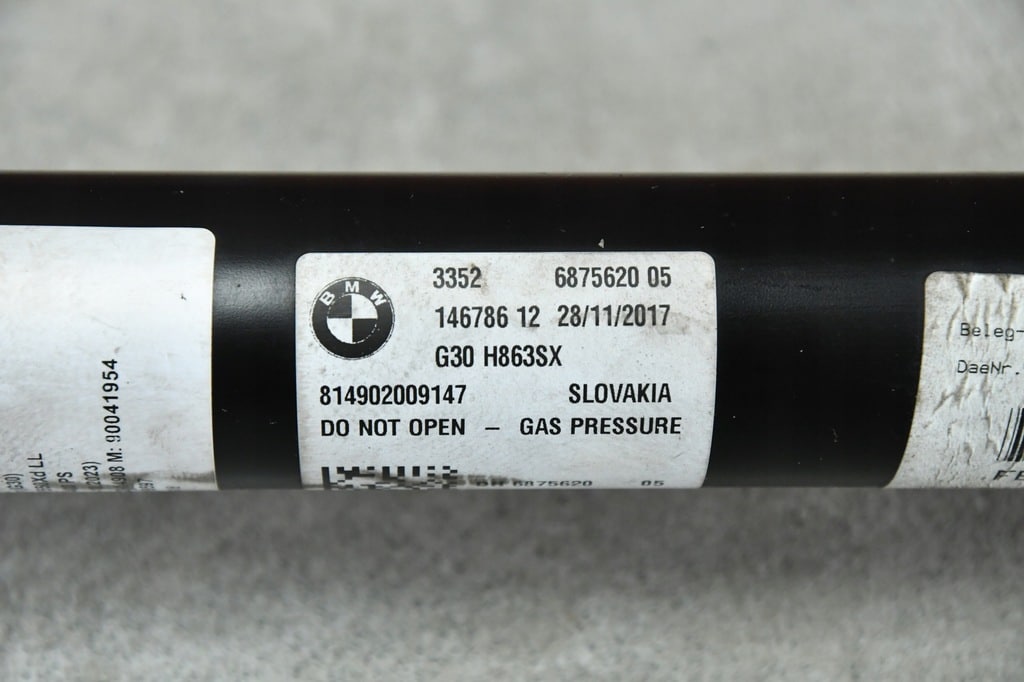 BMW
3352 6875620 05
146786 12 28/11/2017
G30 H863SX
814902009147 SLOVAKIA
DO NOT OPEN – GAS PRESSURE
6875620 05
M: 90041954
Beleg-
DaeNr.